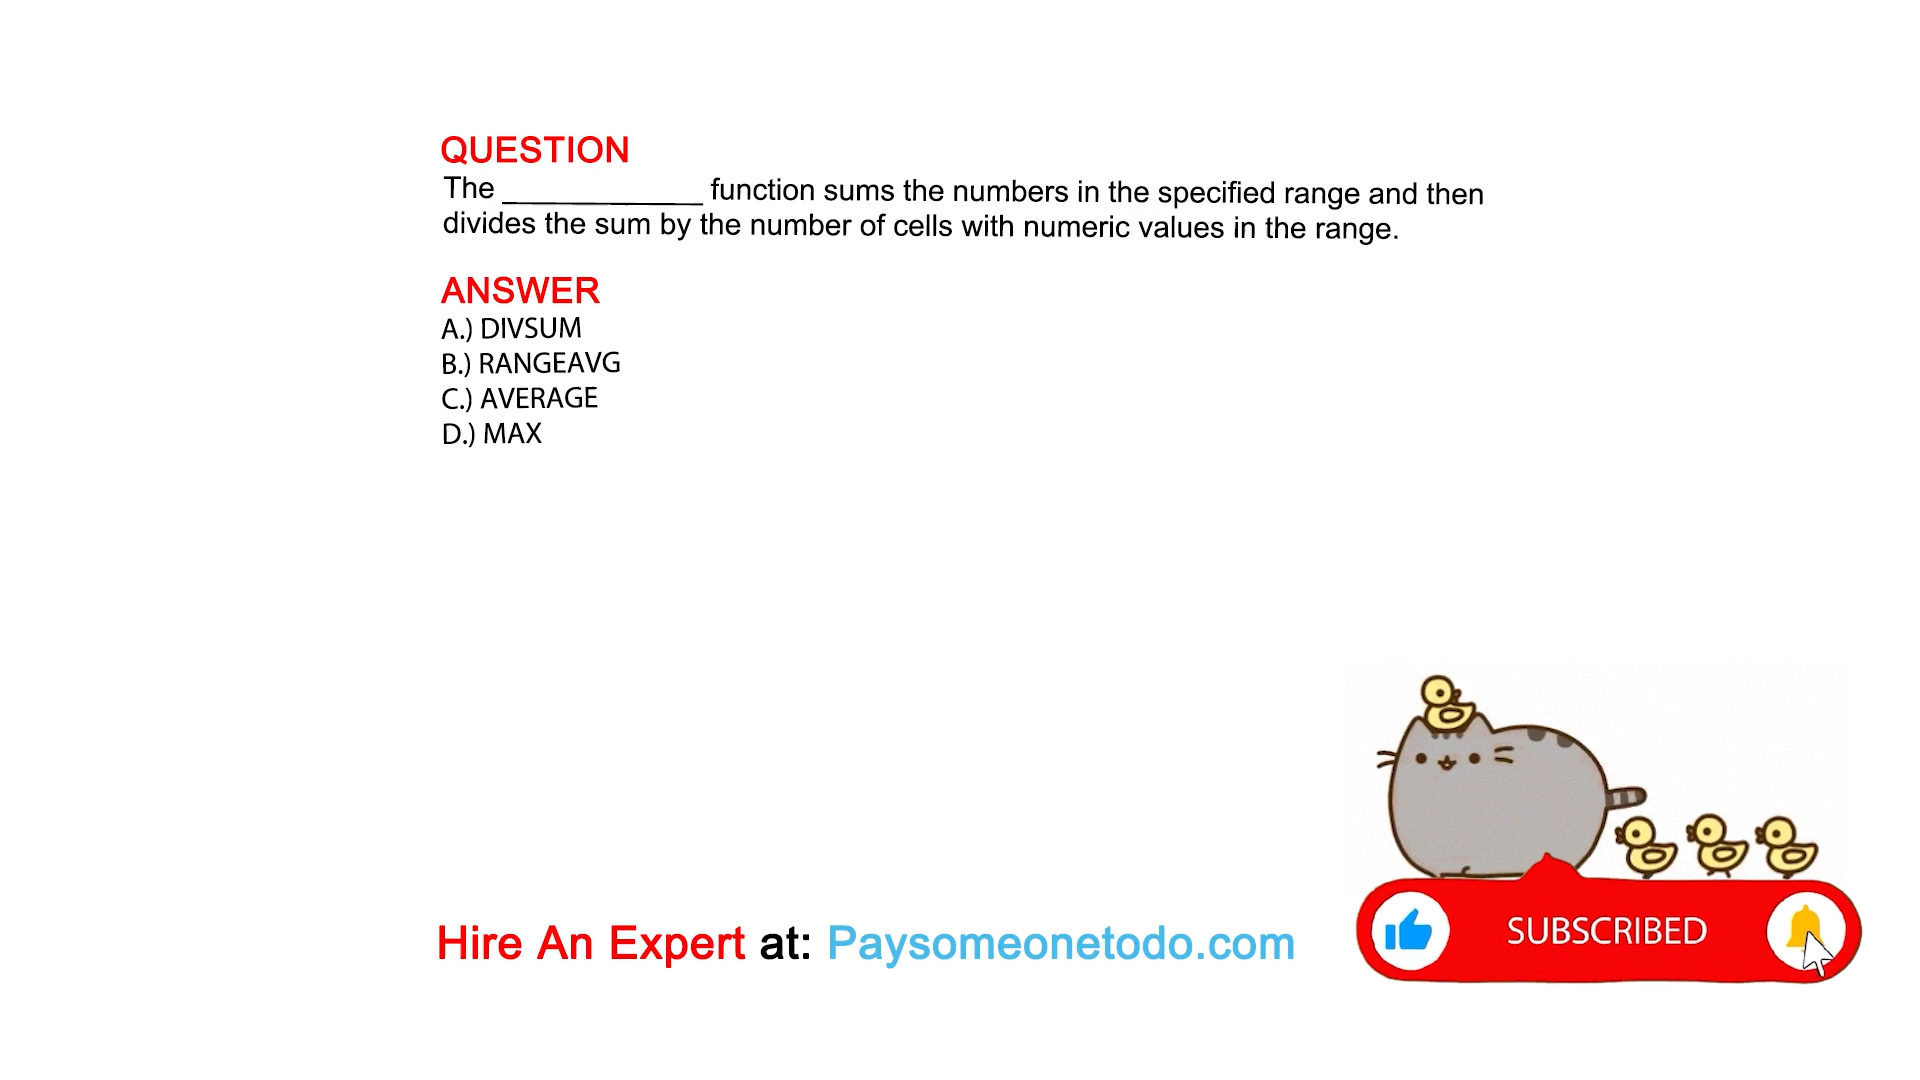 QUESTION
The ____________ function sums the numbers in the specified range and then
divides the sum by the number of cells with numeric values in the range.
ANSWER
A.) DIVSUM
B.) RANGEAVG
C.) AVERAGE
D.) MAX
Hire An Expert at: Paysomeonetodo.com
SUBSCRIBED